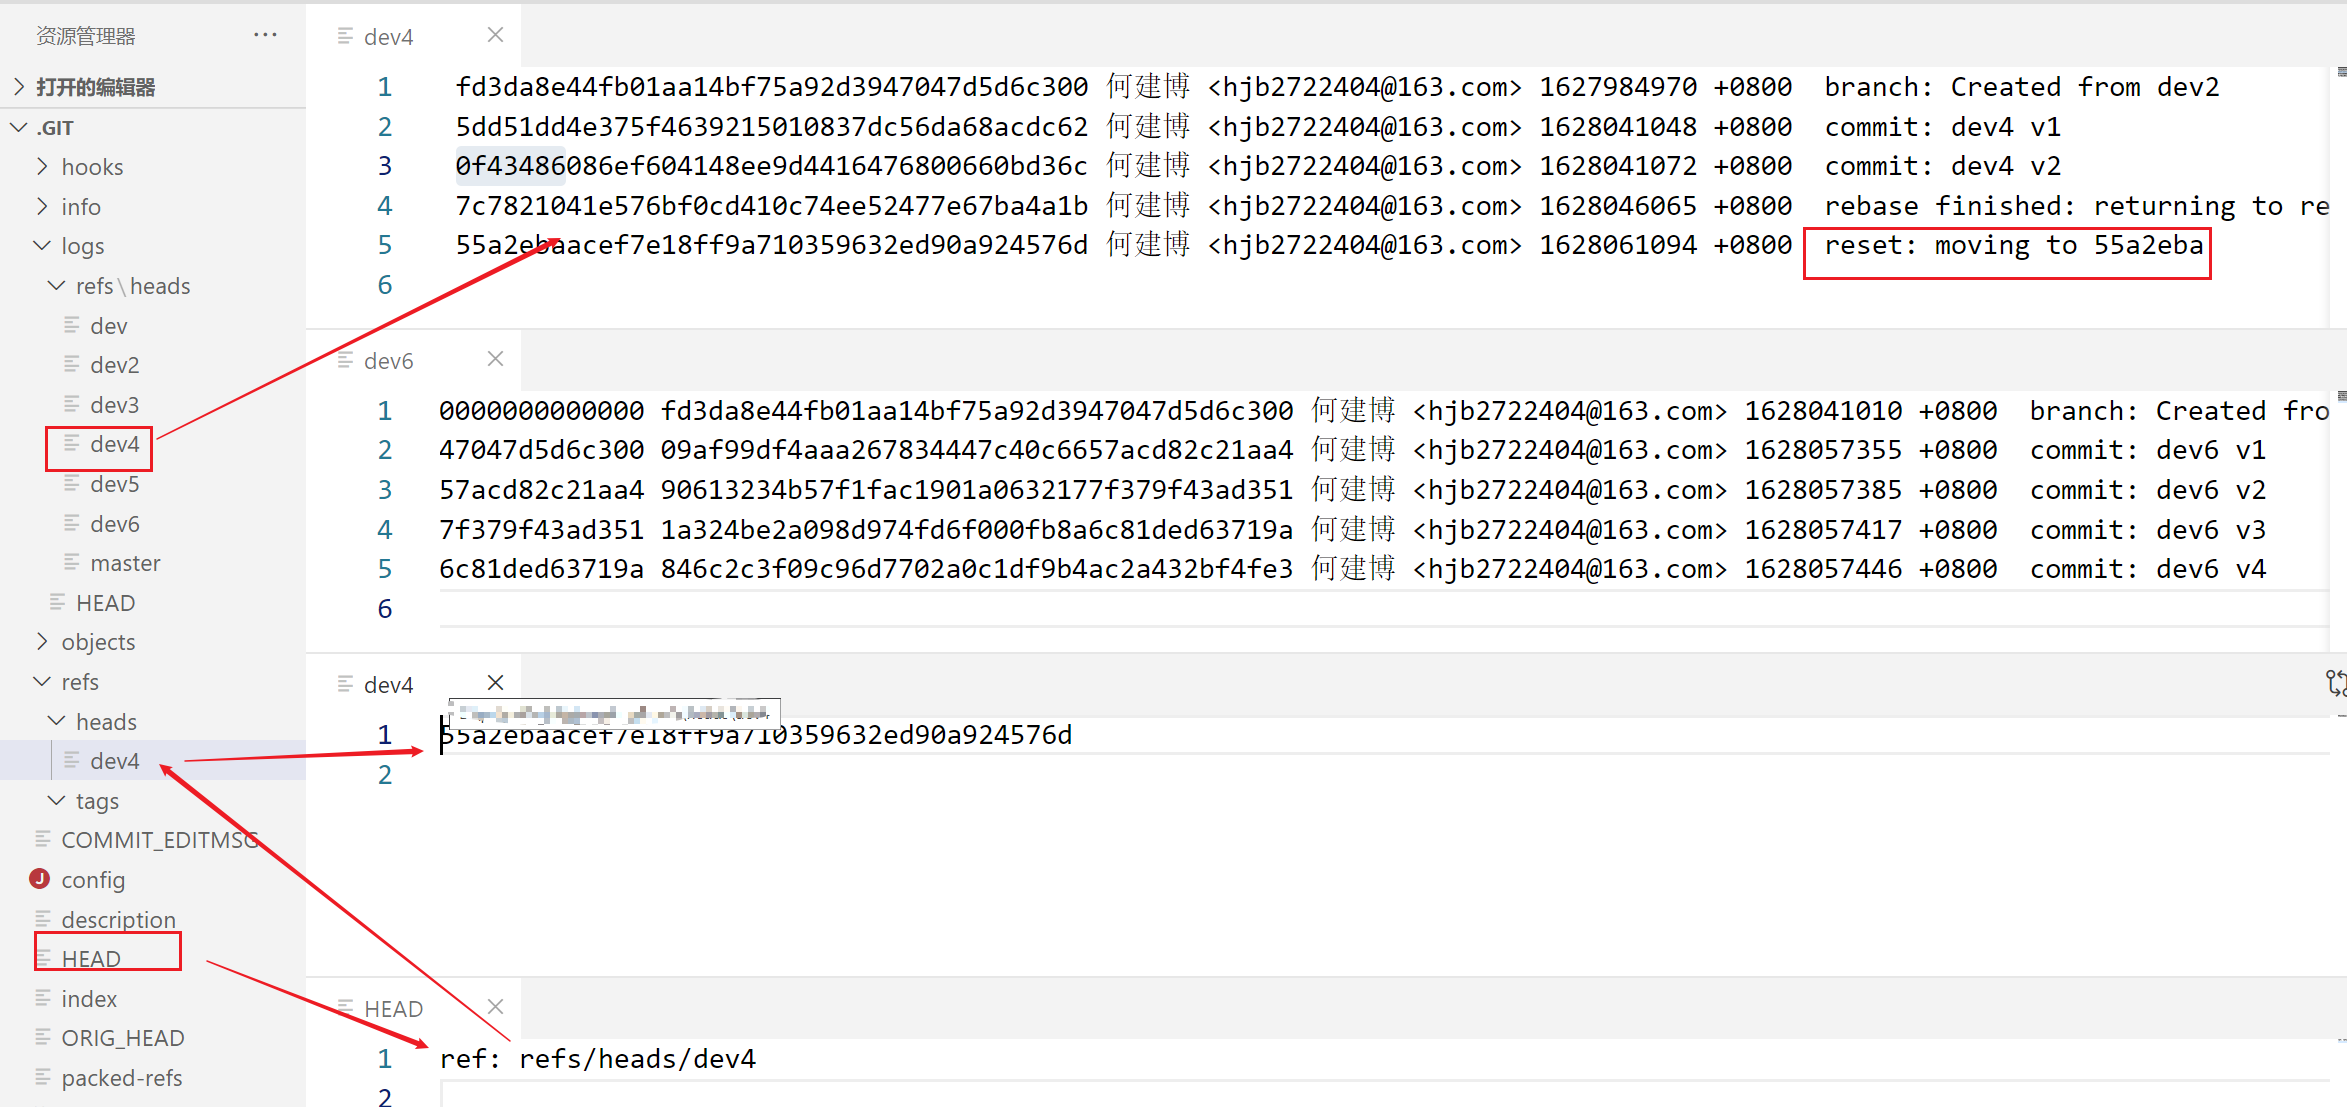 资源管理器
打开的编辑器
.GIT
hooks
info
logs
refs\heads
dev
dev2
dev3
dev4
dev5
dev6
master
HEAD
objects
refs
heads
dev4
tags
COMMIT_EDITMSG
config
description
HEAD
index
ORIG_HEAD
packed-refs
dev4
1 fd3da8e44fb01aa14bf75a92d3947047d5d6c300 何建博 <hjb2722404@163.com> 1627984970 +0800 branch: Created from dev2
2 5dd51dd4e375f4639215010837dc56da68acdc62 何建博 <hjb2722404@163.com> 1628041048 +0800 commit: dev4 v1
3 0f43486086ef604148ee9d4416476800660bd36c 何建博 <hjb2722404@163.com> 1628041072 +0800 commit: dev4 v2
4 7c7821041e576bf0cd410c74ee52477e67ba4a1b 何建博 <hjb2722404@163.com> 1628046065 +0800 rebase finished: returning to re
5 55a2ebaacef7e18ff9a710359632ed90a924576d 何建博 <hjb2722404@163.com> 1628061094 +0800 reset: moving to 55a2eba
6
dev6
1 0000000000000 fd3da8e44fb01aa14bf75a92d3947047d5d6c300 何建博 <hjb2722404@163.com> 1628041010 +0800 branch: Created fro
2 47047d5d6c300 09af99df4aaa267834447c40c6657acd82c21aa4 何建博 <hjb2722404@163.com> 1628057355 +0800 commit: dev6 v1
3 57acd82c21aa4 90613234b57f1fac1901a0632177f379f43ad351 何建博 <hjb2722404@163.com> 1628057385 +0800 commit: dev6 v2
4 7f379f43ad351 1a324be2a098d974fd6f000fb8a6c81ded63719a 何建博 <hjb2722404@163.com> 1628057417 +0800 commit: dev6 v3
5 6c81ded63719a 846c2c3f09c96d7702a0c1df9b4ac2a432bf4fe3 何建博 <hjb2722404@163.com> 1628057446 +0800 commit: dev6 v4
6
dev4
1 55a2ebaacef7e18ff9a710359632ed90a924576d
2
HEAD
1 ref: refs/heads/dev4
2